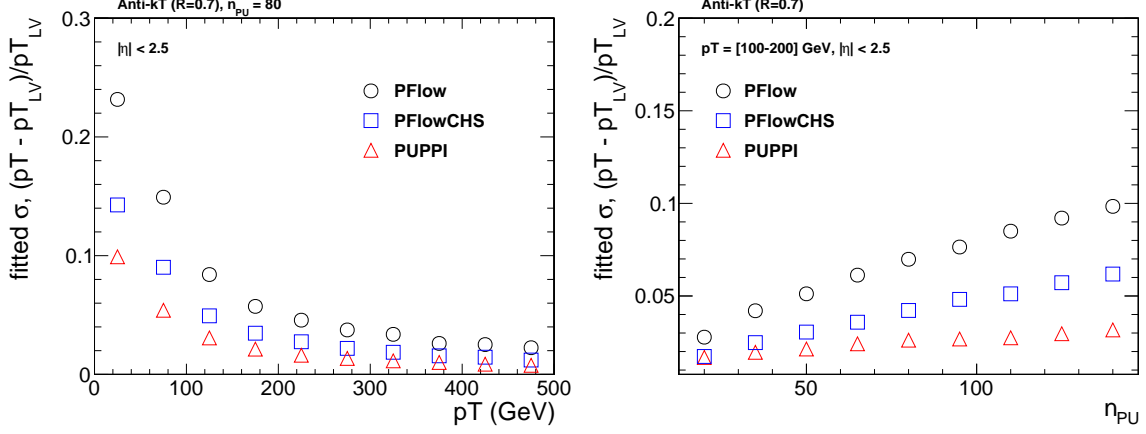 Anti-kT (R=0.7), n_PU = 80
|η| < 2.5
PFlow
PFlowCHS
PUPPI
fitted σ, (pT - pT_LV)/pT_LV
0.3
0.2
0.1
0
0 100 200 300 400 500
pT (GeV)
Anti-kT (R=0.7)
pT = [100-200] GeV, |η| < 2.5
PFlow
PFlowCHS
PUPPI
fitted σ, (pT - pT_LV)/pT_LV
0.2
0.15
0.1
0.05
50 100
n_PU